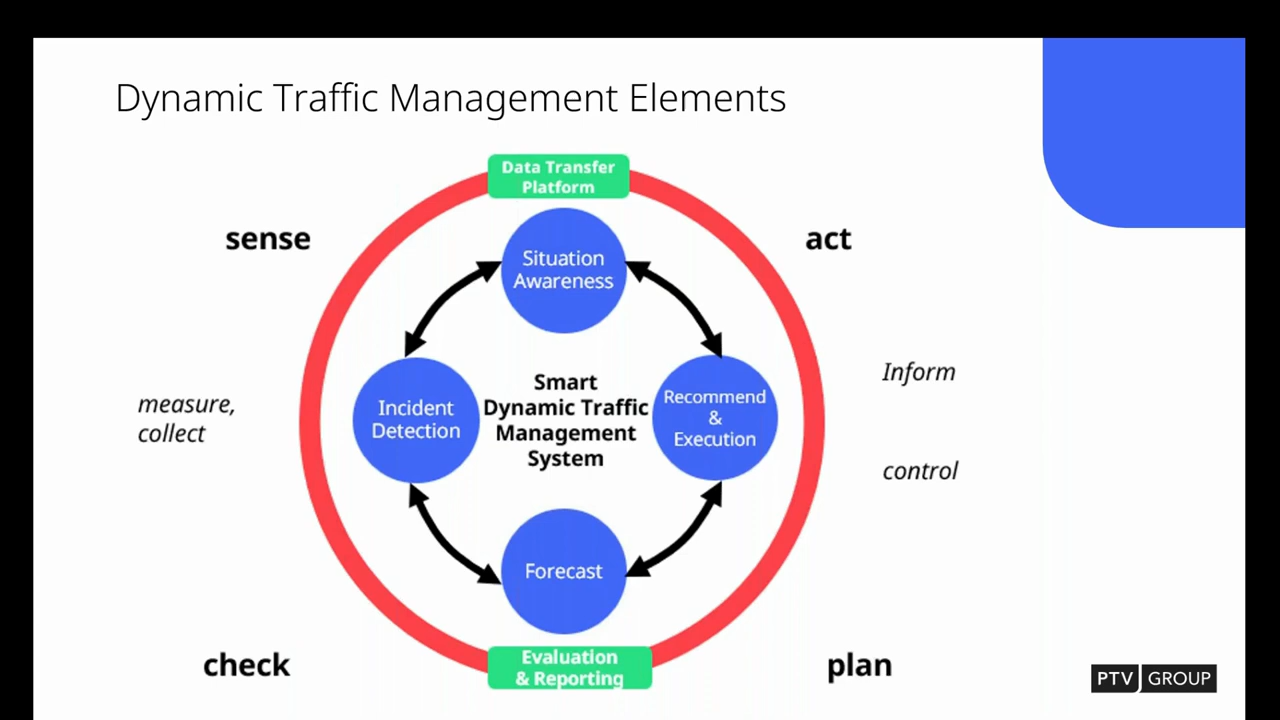 Dynamic Traffic Management Elements
Data Transfer
Platform
sense
act
Situation
Awareness
measure,
collect
Incident
Detection
Smart
Dynamic Traffic
Management
System
Recommend
&
Execution
Inform
control
Forecast
check
Evaluation
& Reporting
plan
PTV GROUP